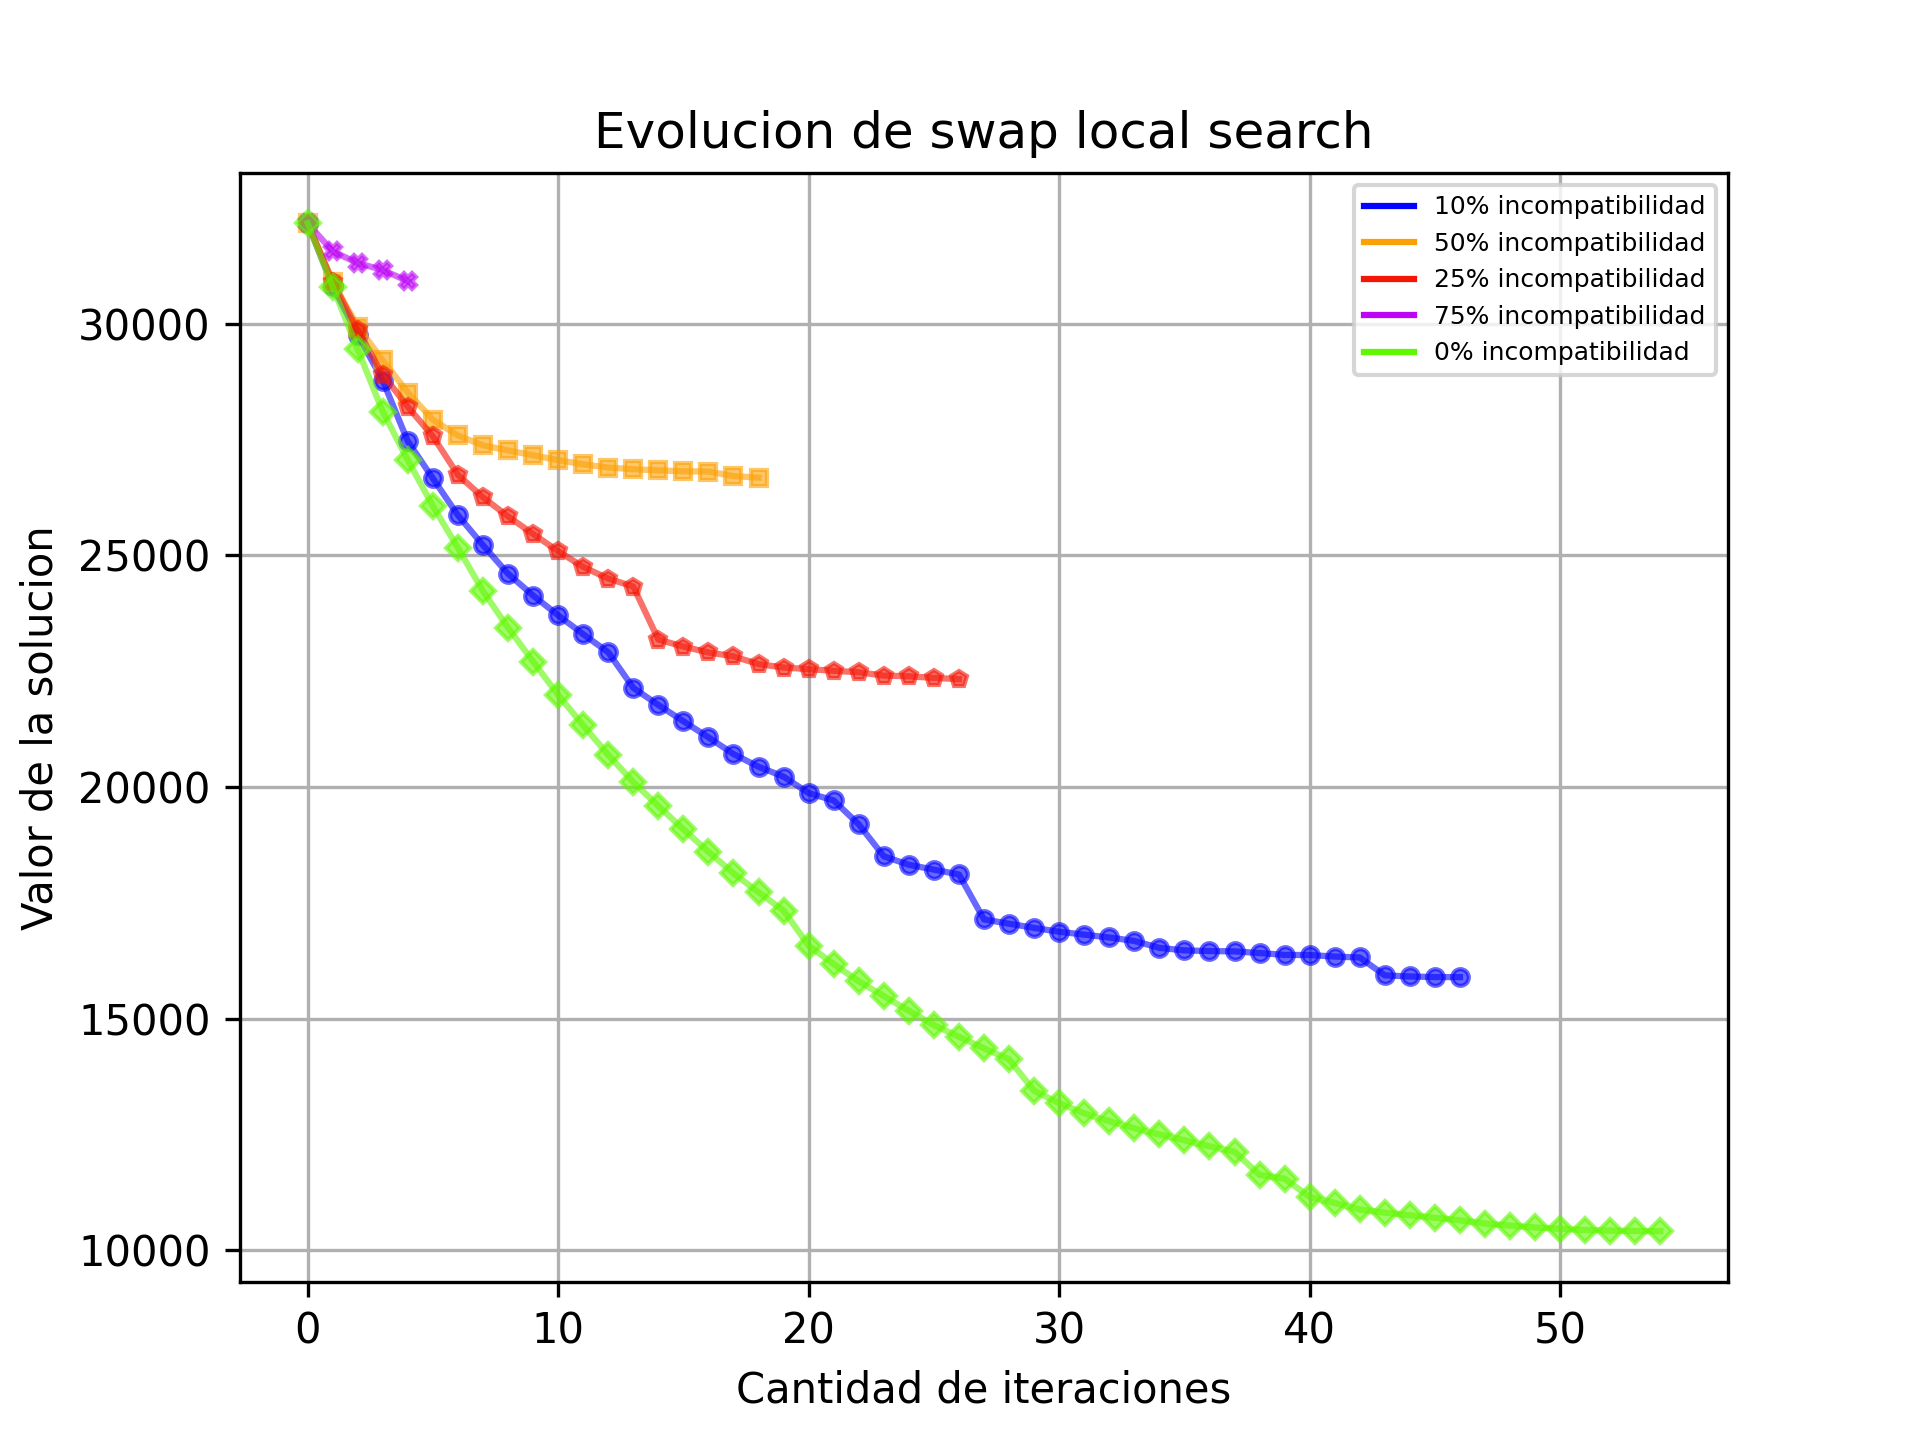 Evolucion de swap local search
10% incompatibilidad
50% incompatibilidad
25% incompatibilidad
75% incompatibilidad
0% incompatibilidad
Valor de la solucion
30000
25000
20000
15000
10000
0 10 20 30 40 50
Cantidad de iteraciones